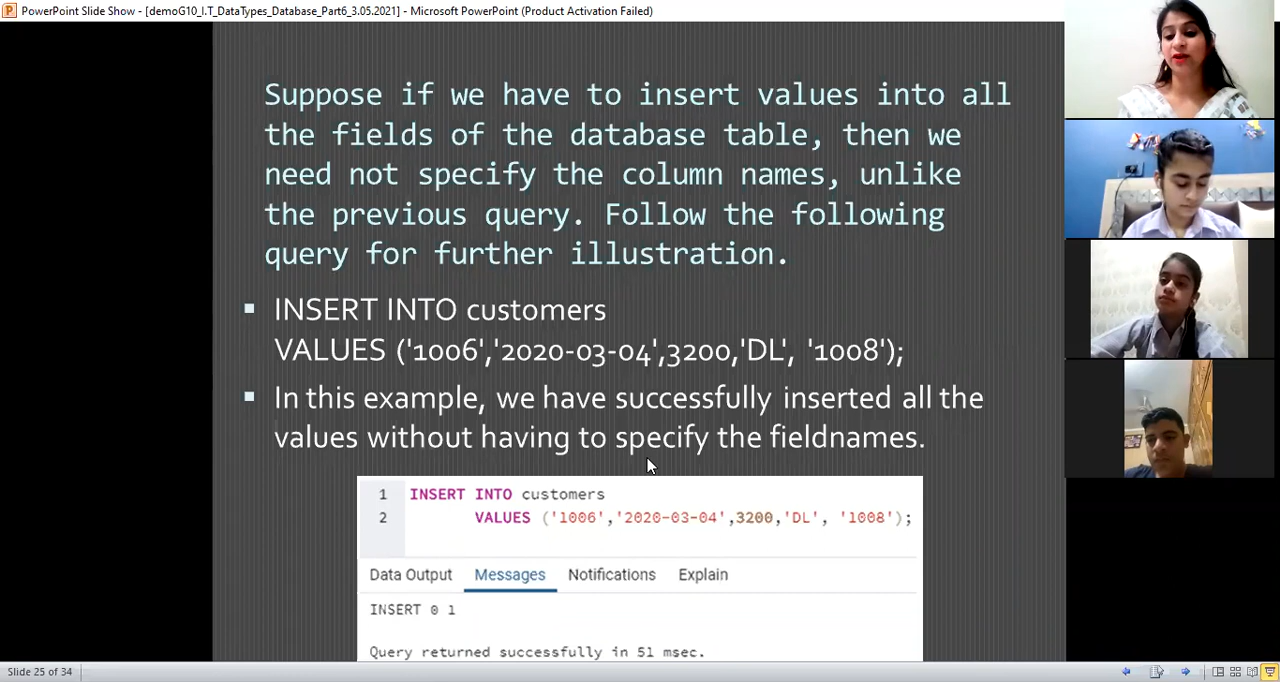 PowerPoint Slide Show - [demoG10_I.T_DataTypes_Database_Part6_3.05.2021] - Microsoft PowerPoint (Product Activation Failed)
Suppose if we have to insert values into all
the fields of the database table, then we
need not specify the column names, unlike
the previous query. Follow the following
query for further illustration.
▪ INSERT INTO customers
VALUES ('1006','2020-03-04',3200,'DL', '1008');
▪ In this example, we have successfully inserted all the
values without having to specify the fieldnames.
1 INSERT INTO customers
2 VALUES ('1006','2020-03-04',3200,'DL', '1008');
Data Output Messages Notifications Explain
INSERT 0 1
Query returned successfully in 51 msec.
Slide 25 of 34